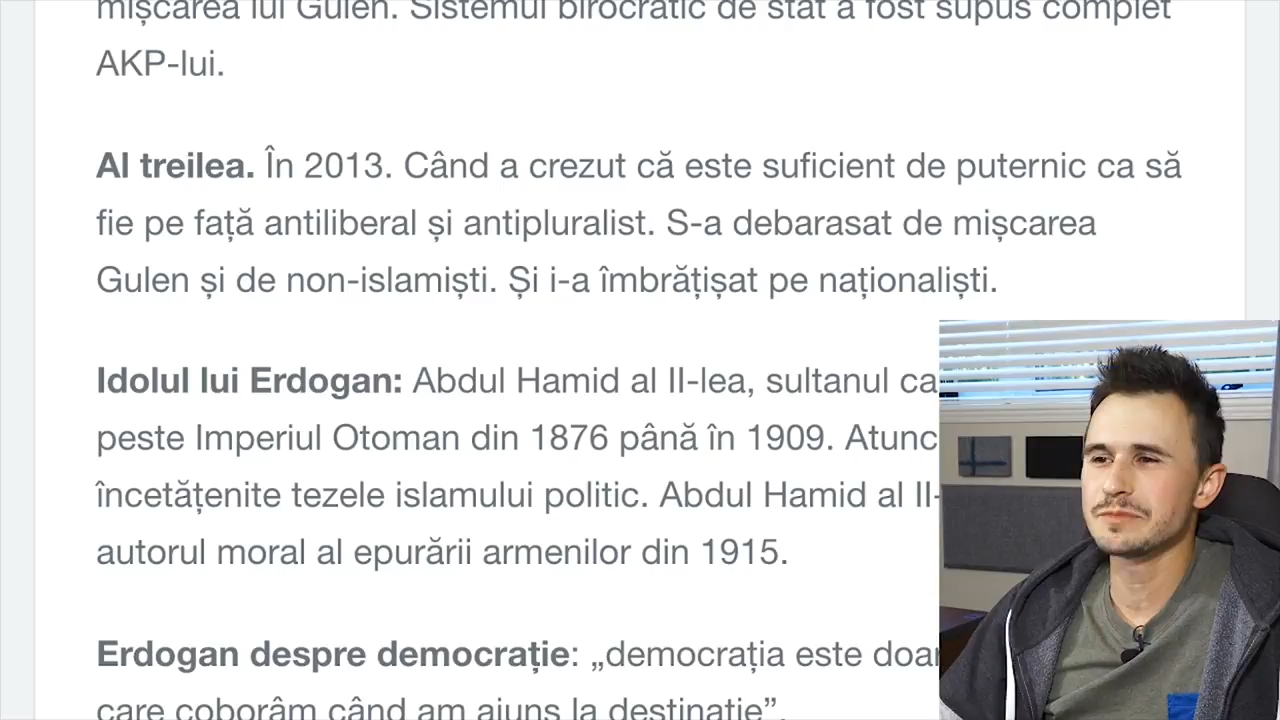 mișcarea lui Gulen. Sistemul birocratic de stat a fost supus complet
AKP-lui.
Al treilea. În 2013. Când a crezut că este suficient de puternic ca să
fie pe față antiliberal și antipluralist. S-a debarasat de mișcarea
Gulen și de non-islamiști. Și i-a îmbrățișat pe naționaliști.
Idolul lui Erdogan: Abdul Hamid al II-lea, sultanul ca
peste Imperiul Otoman din 1876 până în 1909. Atunc
încetățenite tezele islamului politic. Abdul Hamid al II-
autorul moral al epurării armenilor din 1915.
Erdogan despre democrație: „democrația este doar
care coborâm când am ajuns la destinație”.